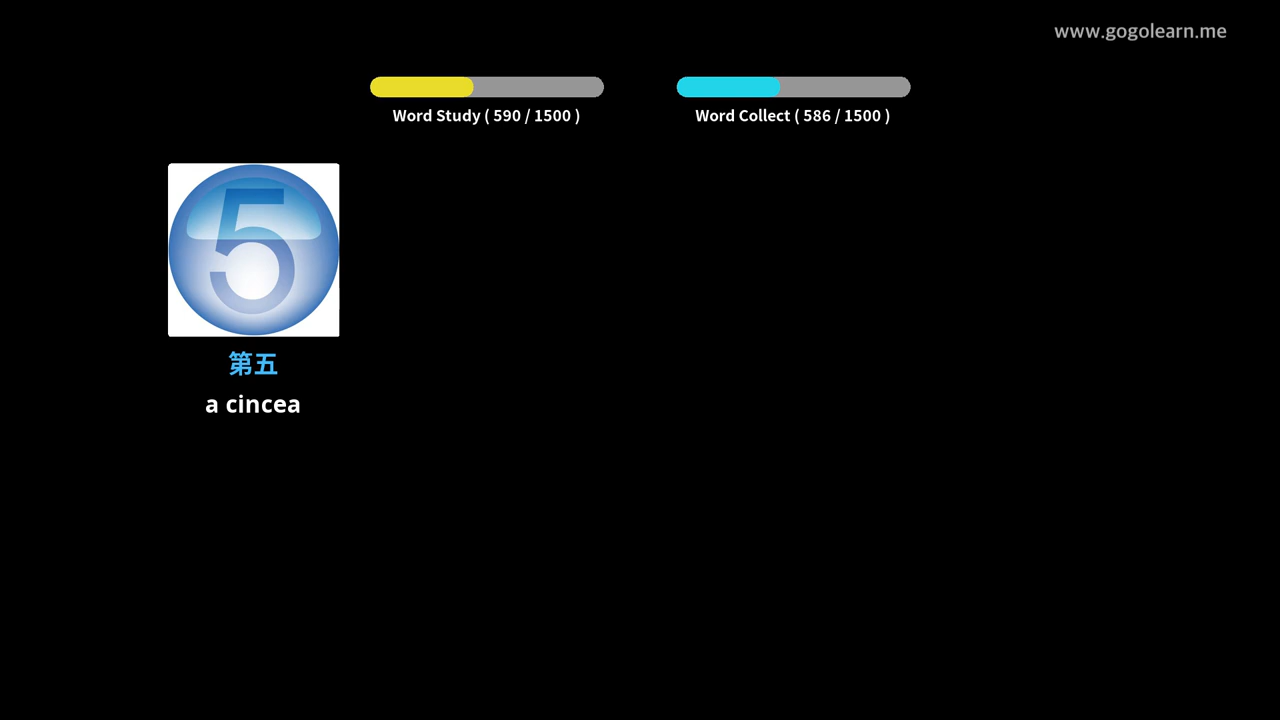 www.gogolearn.me
Word Study ( 590 / 1500 )
Word Collect ( 586 / 1500 )
5
第五
a cincea